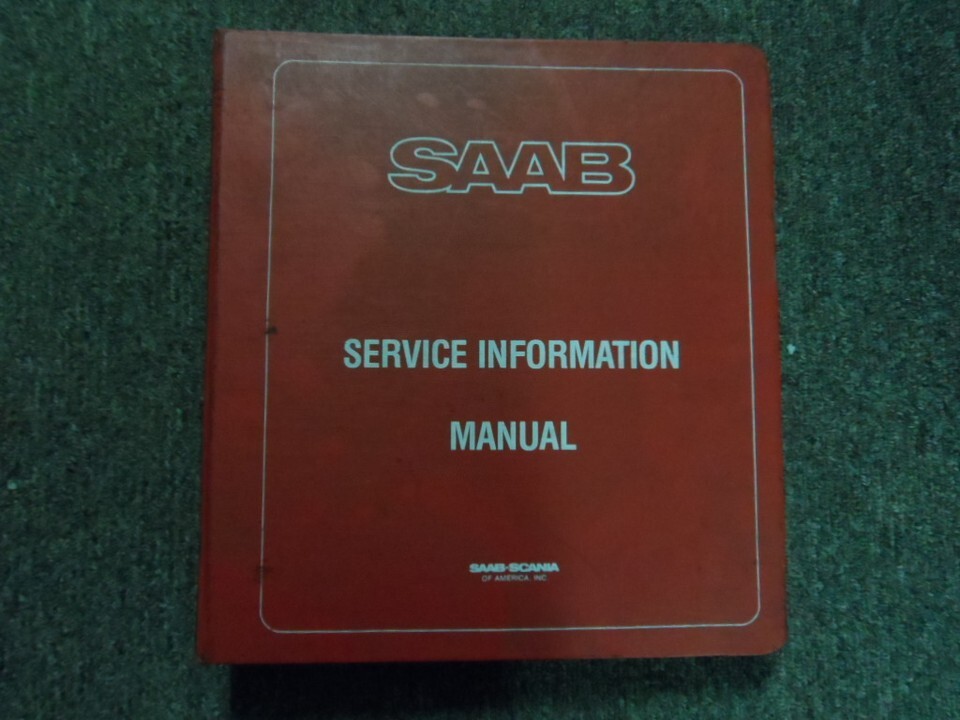 SAAB
SERVICE INFORMATION
MANUAL
SAAB-SCANIA
OF AMERICA, INC